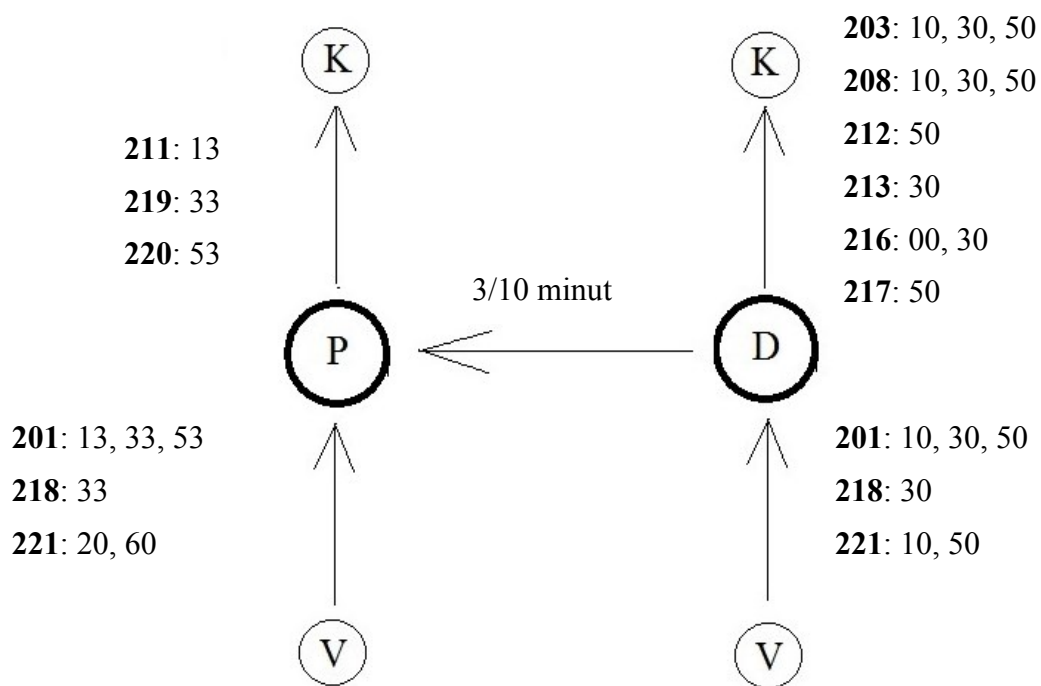 K
211: 13
219: 33
220: 53
K
203: 10, 30, 50
208: 10, 30, 50
212: 50
213: 30
216: 00, 30
217: 50
P
3/10 minut
D
201: 13, 33, 53
218: 33
221: 20, 60
201: 10, 30, 50
218: 30
221: 10, 50
V
V